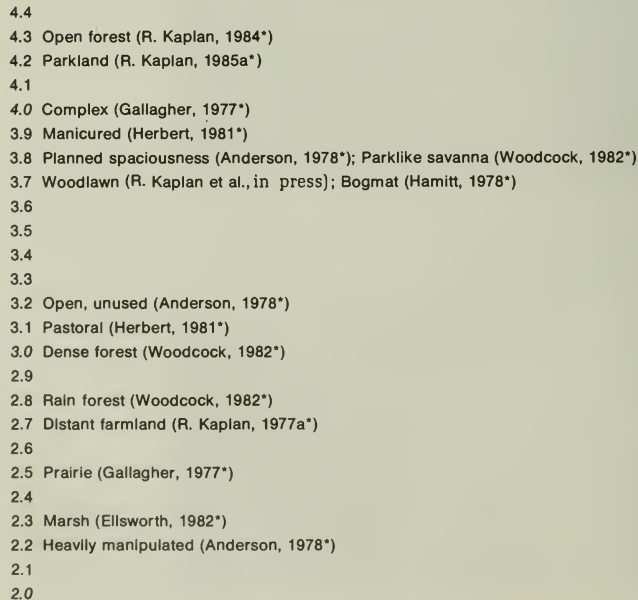 4.4
4.3 Open forest (R. Kaplan, 1984*)
4.2 Parkland (R. Kaplan, 1985a*)
4.1
4.0 Complex (Gallagher, 1977*)
3.9 Manicured (Herbert, 1981*)
3.8 Planned spaciousness (Anderson, 1978*); Parklike savanna (Woodcock, 1982*)
3.7 Woodlawn (R. Kaplan et al., in press); Bogmat (Hamitt, 1978*)
3.6
3.5
3.4
3.3
3.2 Open, unused (Anderson, 1978*)
3.1 Pastoral (Herbert, 1981*)
3.0 Dense forest (Woodcock, 1982*)
2.9
2.8 Rain forest (Woodcock, 1982*)
2.7 Distant farmland (R. Kaplan, 1977a*)
2.6
2.5 Prairie (Gallagher, 1977*)
2.4
2.3 Marsh (Ellsworth, 1982*)
2.2 Heavily manipulated (Anderson, 1978*)
2.1
2.0